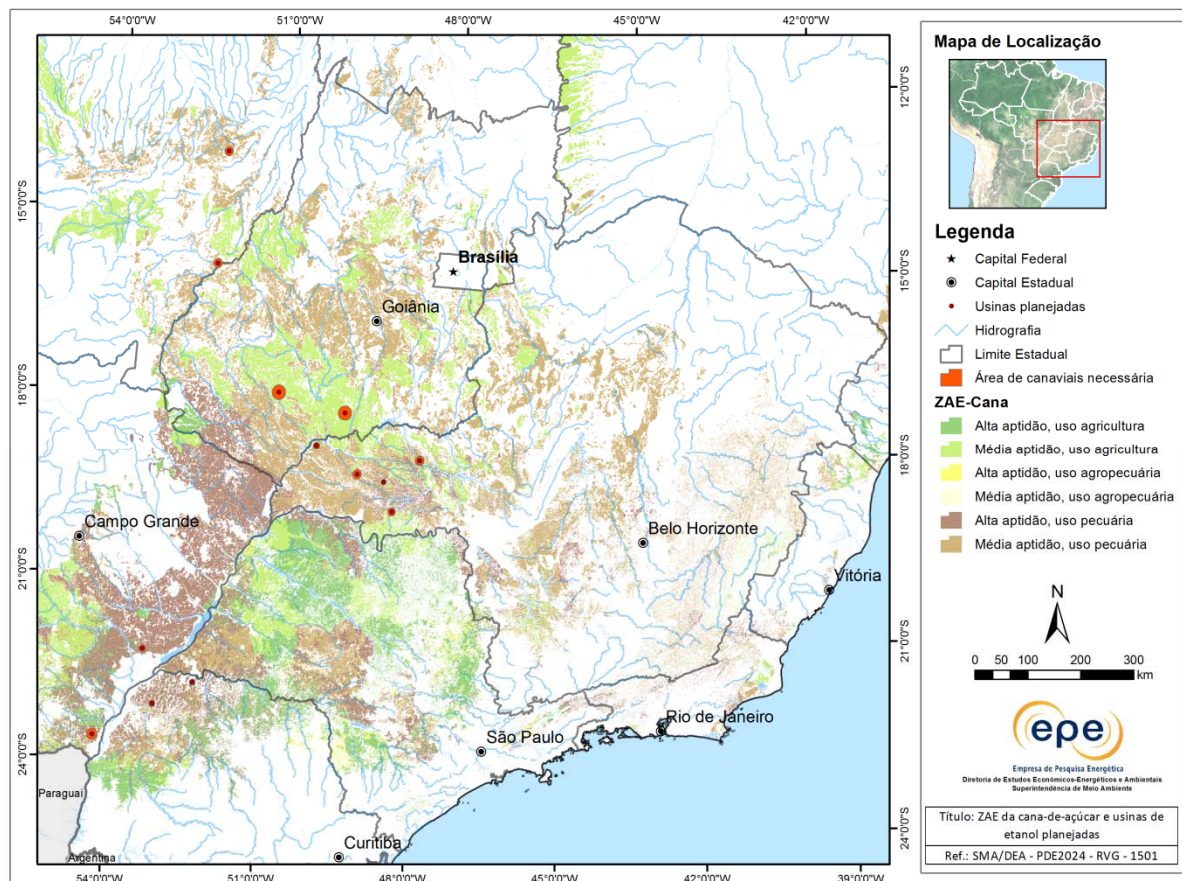 54°0'0"W
51°0'0"W
48°0'0"W
45°0'0"W
42°0'0"W
12°0'0"S
15°0'0"S
15°0'0"S
18°0'0"S
18°0'0"S
21°0'0"S
21°0'0"S
24°0'0"S
24°0'0"S
Brasília
Goiânia
Campo Grande
Belo Horizonte
Vitória
Rio de Janeiro
São Paulo
Curitiba
Paraguai
Argentina
54°0'0"W
51°0'0"W
48°0'0"W
45°0'0"W
42°0'0"W
39°0'0"W
Mapa de Localização
Legenda
Capital Federal
Capital Estadual
Usinas planejadas
Hidrografia
Limite Estadual
Área de canaviais necessária
ZAE-Cana
Alta aptidão, uso agricultura
Média aptidão, uso agricultura
Alta aptidão, uso agropecuária
Média aptidão, uso agropecuária
Alta aptidão, uso pecuária
Média aptidão, uso pecuária
N
0 50 100 200 300
km
epe
Empresa de Pesquisa Energética
Diretoria de Estudos Econômicos-Energéticos e Ambientais
Superintendência de Meio Ambiente
Título: ZAE da cana-de-açúcar e usinas de
etanol planejadas
Ref.: SMA/DEA - PDE2024 - RVG - 1501